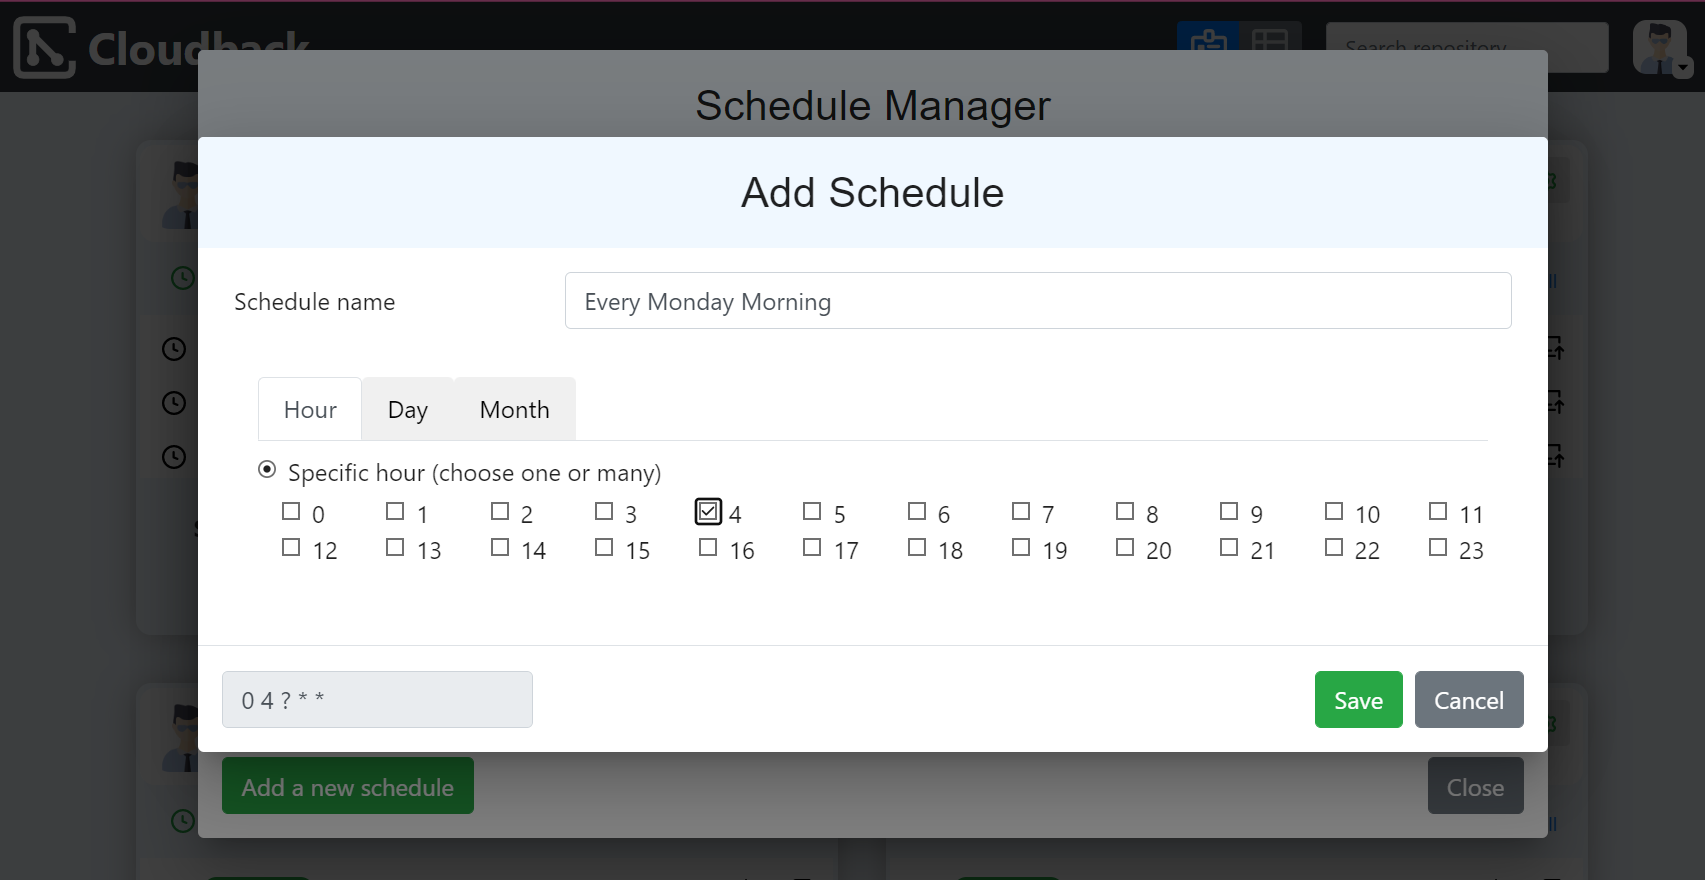 Cloudback
Search repository
Schedule Manager
Add Schedule
Schedule name
Every Monday Morning
Hour Day Month
Specific hour (choose one or many)
0 1 2 3 4 5 6 7 8 9 10 11
12 13 14 15 16 17 18 19 20 21 22 23
0 4 ? * *
Save Cancel
Add a new schedule
Close